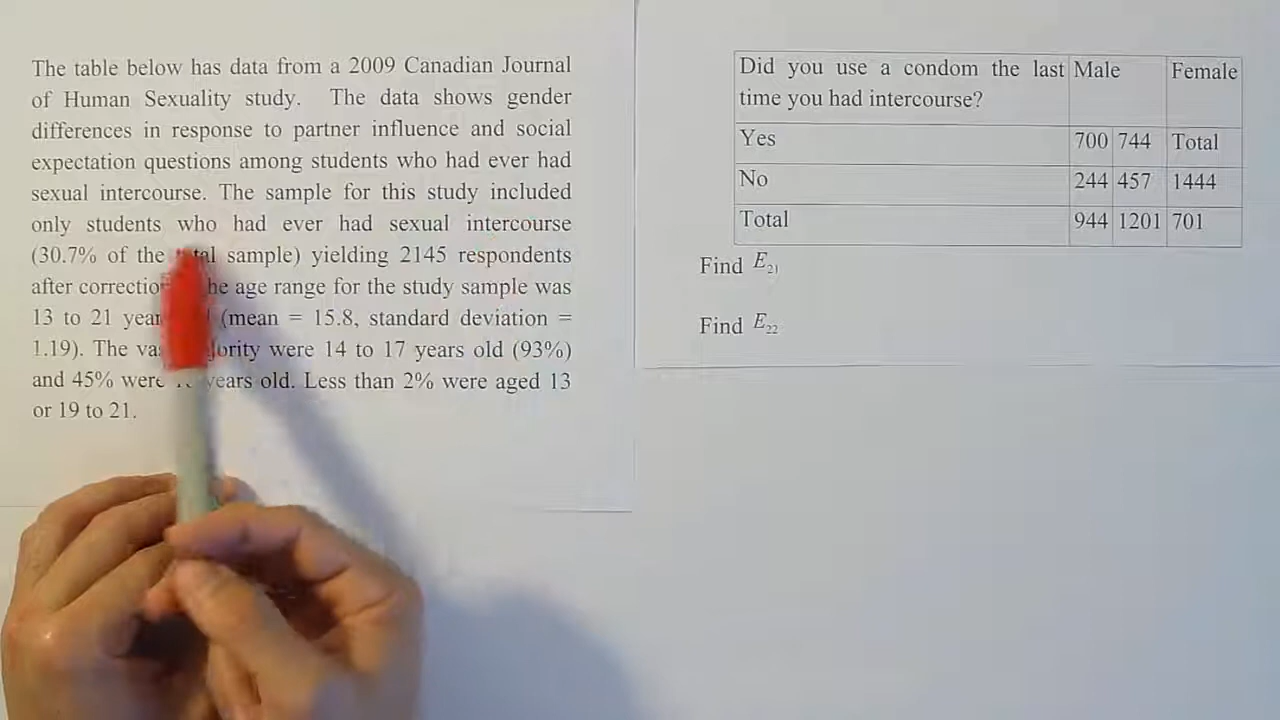 The table below has data from a 2009 Canadian Journal
of Human Sexuality study. The data shows gender
differences in response to partner influence and social
expectation questions among students who had ever had
sexual intercourse. The sample for this study included
only students who had ever had sexual intercourse
(30.7% of the total sample) yielding 2145 respondents
after correctio he age range for the study sample was
13 to 21 year (mean = 15.8, standard deviation =
1.19). The va jority were 14 to 17 years old (93%)
and 45% were years old. Less than 2% were aged 13
or 19 to 21.
Did you use a condom the last Male Female
time you had intercourse?
Yes 700 744 Total
No 244 457 1444
Total 944 1201 701
Find E21
Find E22